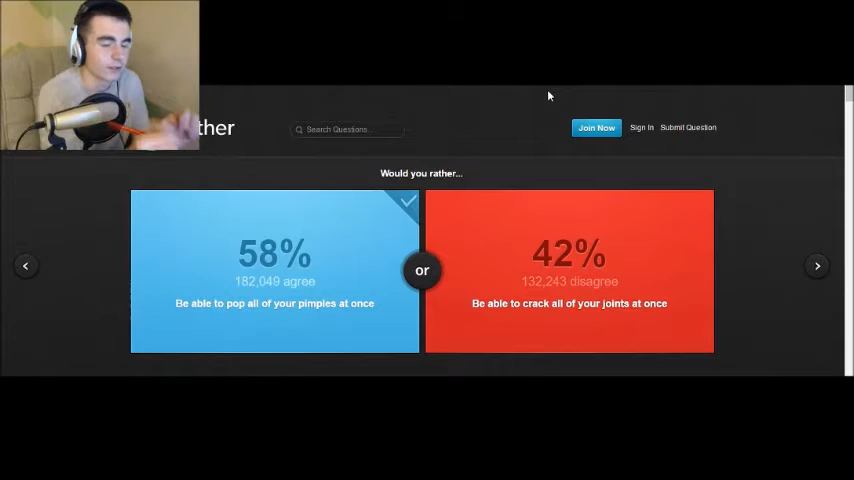 ther
Search Questions...
Join Now
Sign In
Submit Question
Would you rather...
58%
182,049 agree
Be able to pop all of your pimples at once
or
42%
132,243 disagree
Be able to crack all of your joints at once